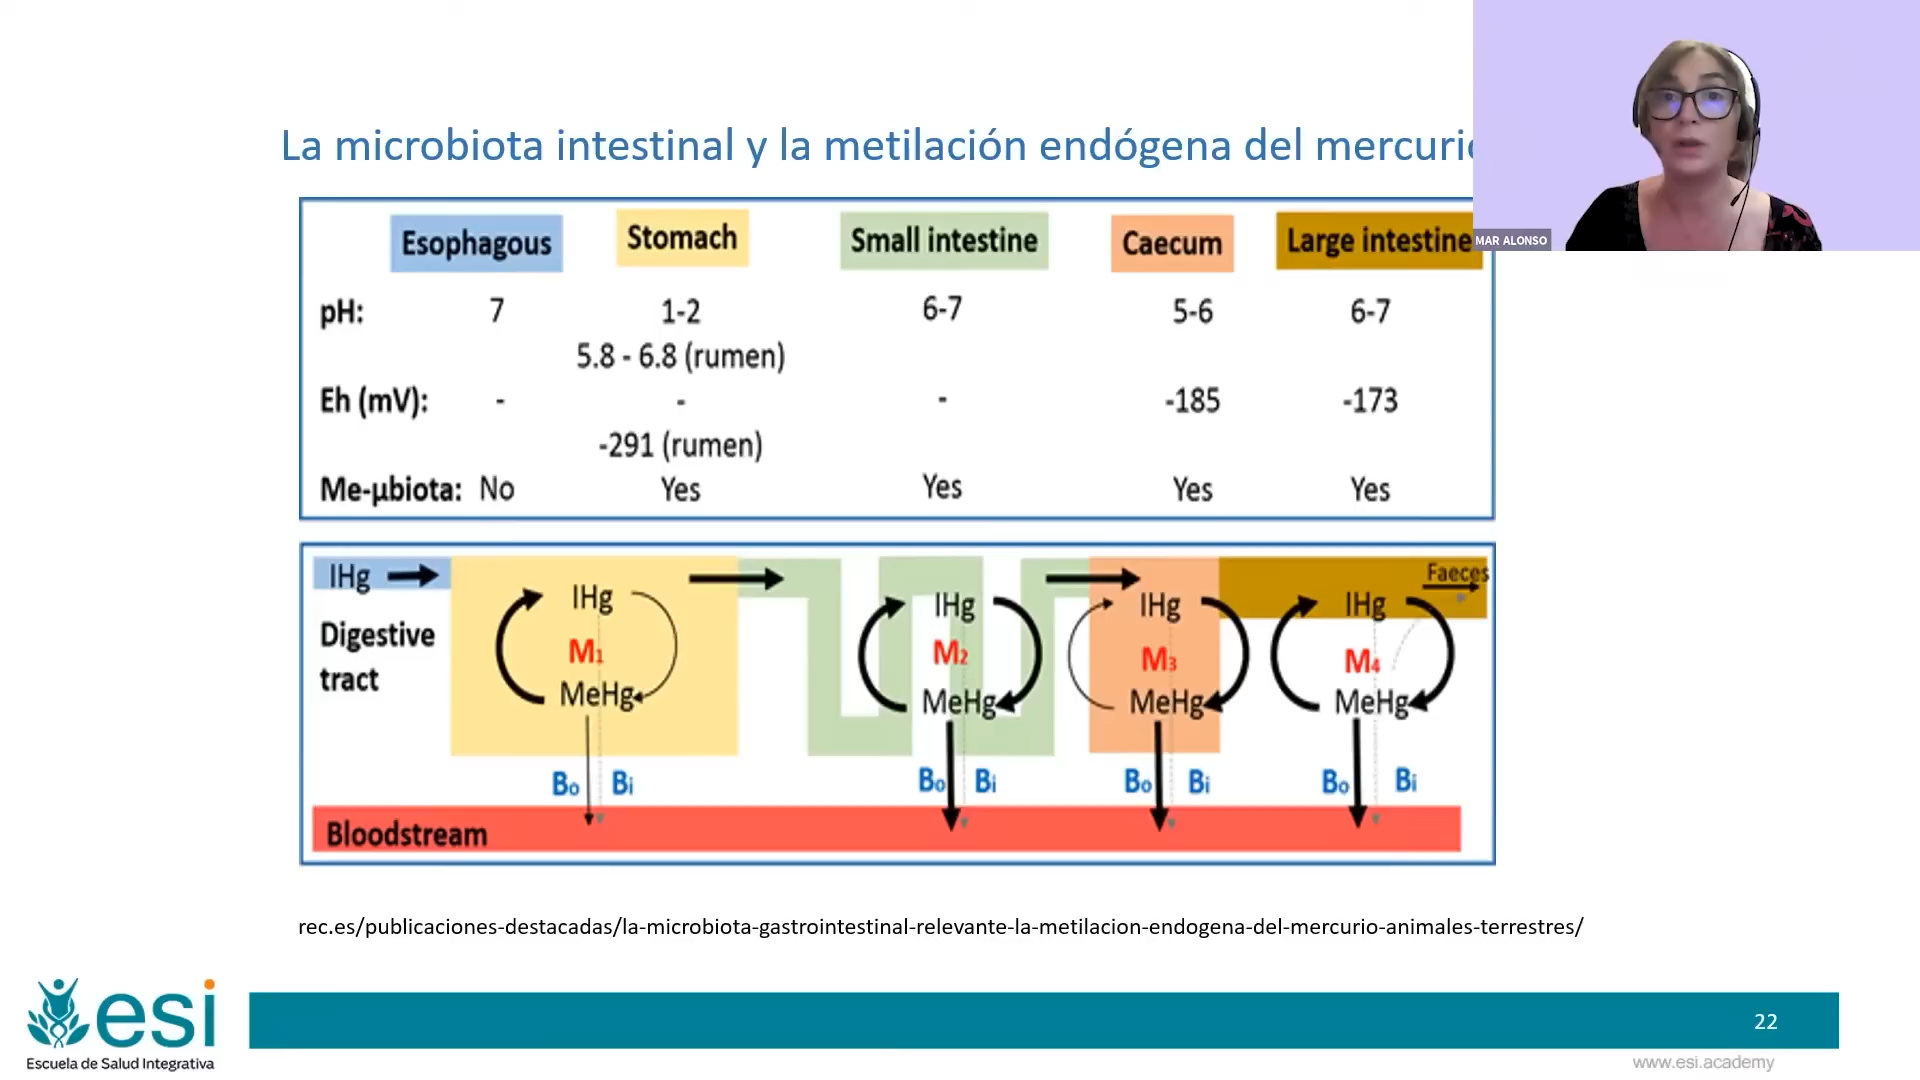 La microbiota intestinal y la metilación endógena del mercurio
MAR ALONSO
Esophagous Stomach Small intestine Caecum Large intestine
pH: 7 1-2 6-7 5-6 6-7
5.8 - 6.8 (rumen)
Eh (mV): - - - -185 -173
-291 (rumen)
Me-µbiota: No Yes Yes Yes Yes
IHg IHg IHg IHg IHg Faeces
Digestive
tract
M1 M2 M3 M4
MeHg MeHg MeHg MeHg
Bo Bi Bo Bi Bo Bi Bo Bi
Bloodstream
rec.es/publicaciones-destacadas/la-microbiota-gastrointestinal-relevante-la-metilacion-endogena-del-mercurio-animales-terrestres/
esi
Escuela de Salud Integrativa
22
www.esi.academy